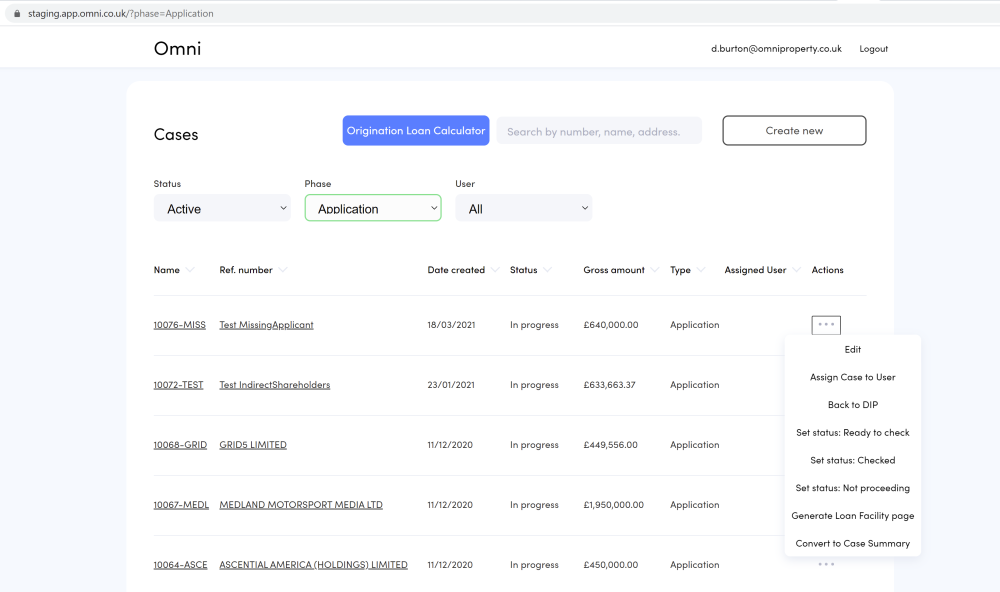 staging.app.omni.co.uk/?phase=Application
Omni
d.burton@omniproperty.co.uk Logout
Cases
Origination Loan Calculator
Search by number, name, address.
Create new
Status Phase User
Active Application All
Name Ref. number Date created Status Gross amount Type Assigned User Actions
10076-MISS Test MissingApplicant 18/03/2021 In progress £640,000.00 Application
10072-TEST Test IndirectShareholders 23/01/2021 In progress £633,663.37 Application
10068-GRID GRID5 LIMITED 11/12/2020 In progress £449,556.00 Application
10067-MEDL MEDLAND MOTORSPORT MEDIA LTD 11/12/2020 In progress £1,950,000.00 Application
10064-ASCE ASCENTIAL AMERICA (HOLDINGS) LIMITED 11/12/2020 In progress £450,000.00 Application
Edit
Assign Case to User
Back to DIP
Set status: Ready to check
Set status: Checked
Set status: Not proceeding
Generate Loan Facility page
Convert to Case Summary